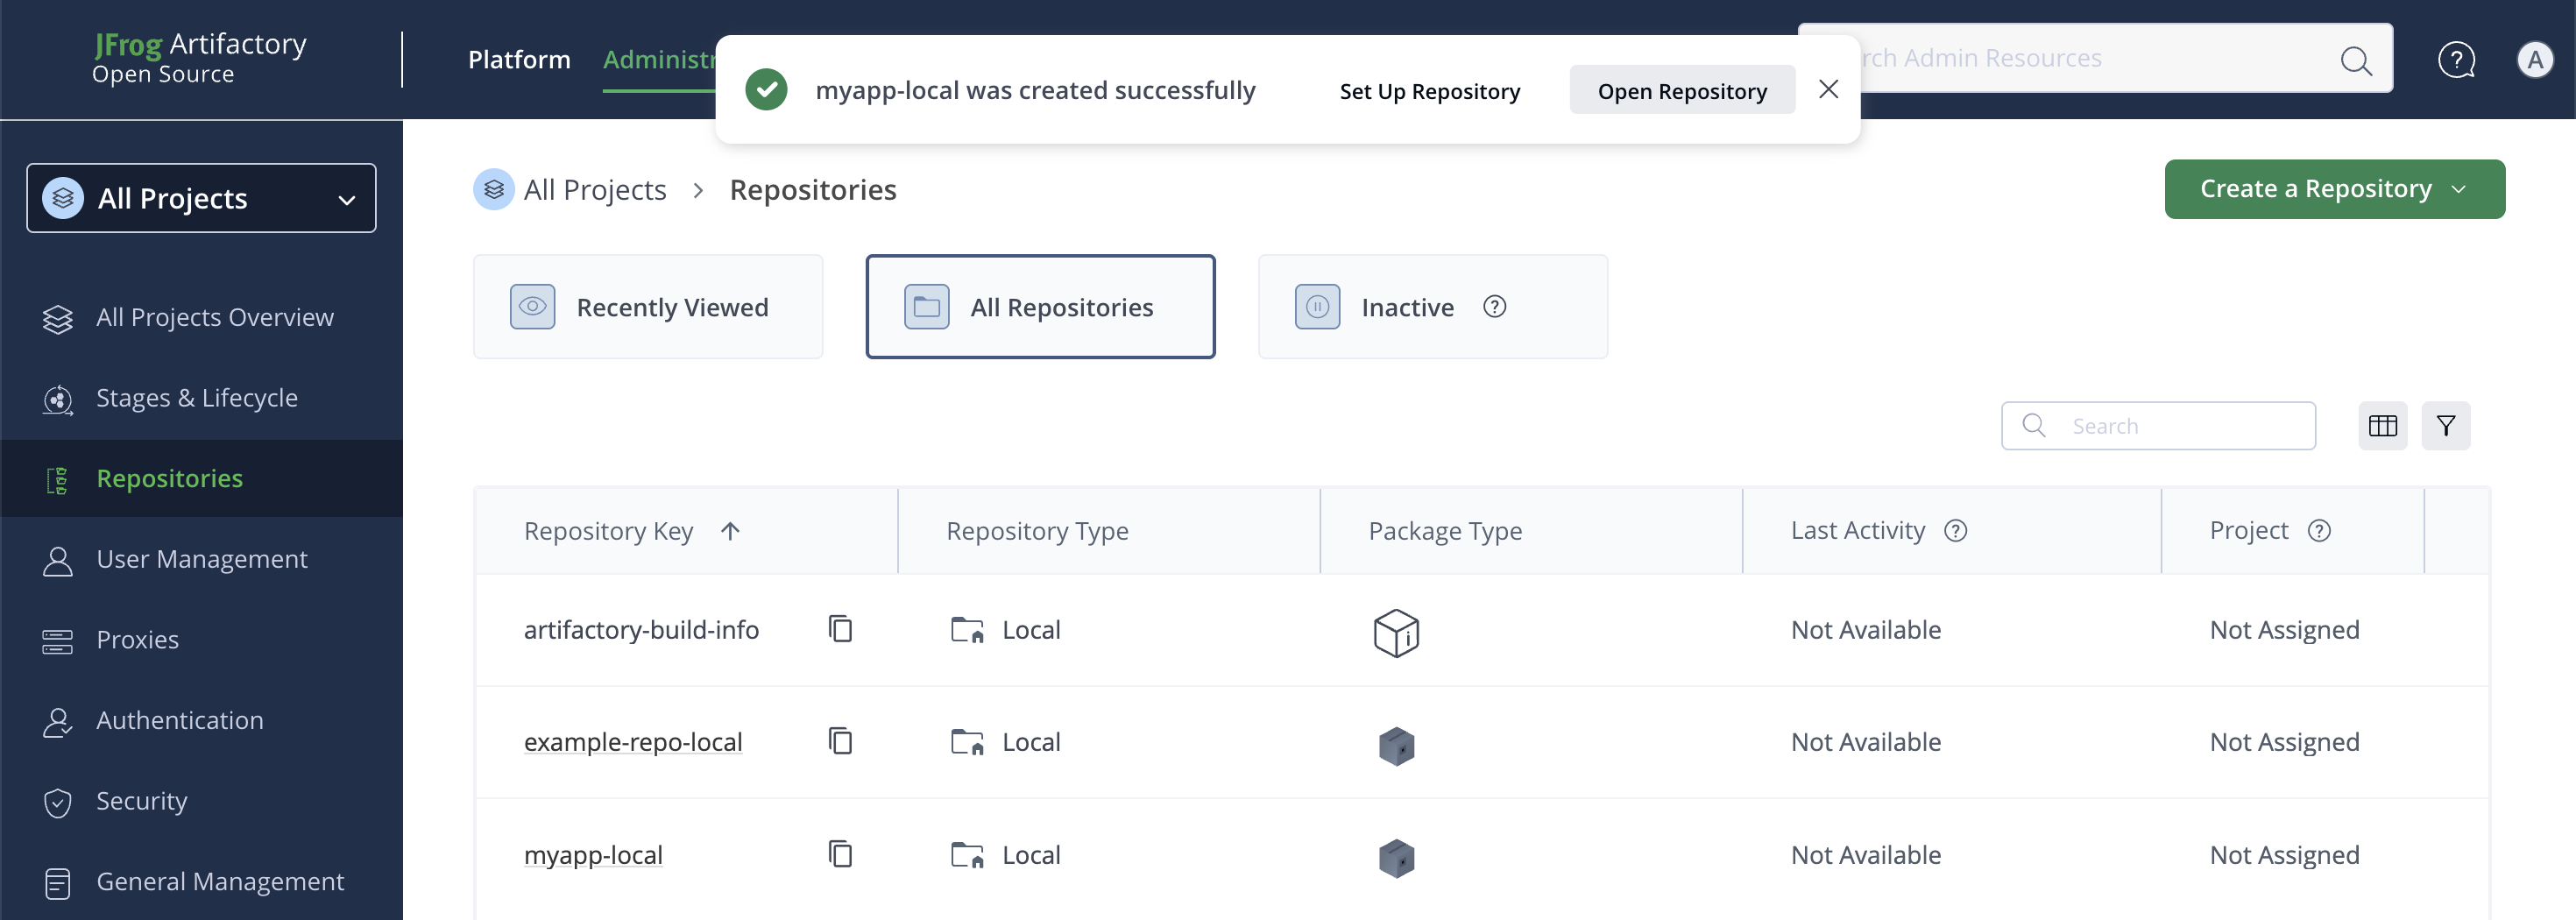 JFrog Artifactory
Open Source
Platform
Administr
myapp-local was created successfully
Set Up Repository
Open Repository
rch Admin Resources
A
All Projects
All Projects Overview
Stages & Lifecycle
Repositories
User Management
Proxies
Authentication
Security
General Management
All Projects > Repositories
Create a Repository
Recently Viewed
All Repositories
Inactive
Search
Repository Key Repository Type Package Type Last Activity Project
artifactory-build-info Local Not Available Not Assigned
example-repo-local Local Not Available Not Assigned
myapp-local Local Not Available Not Assigned